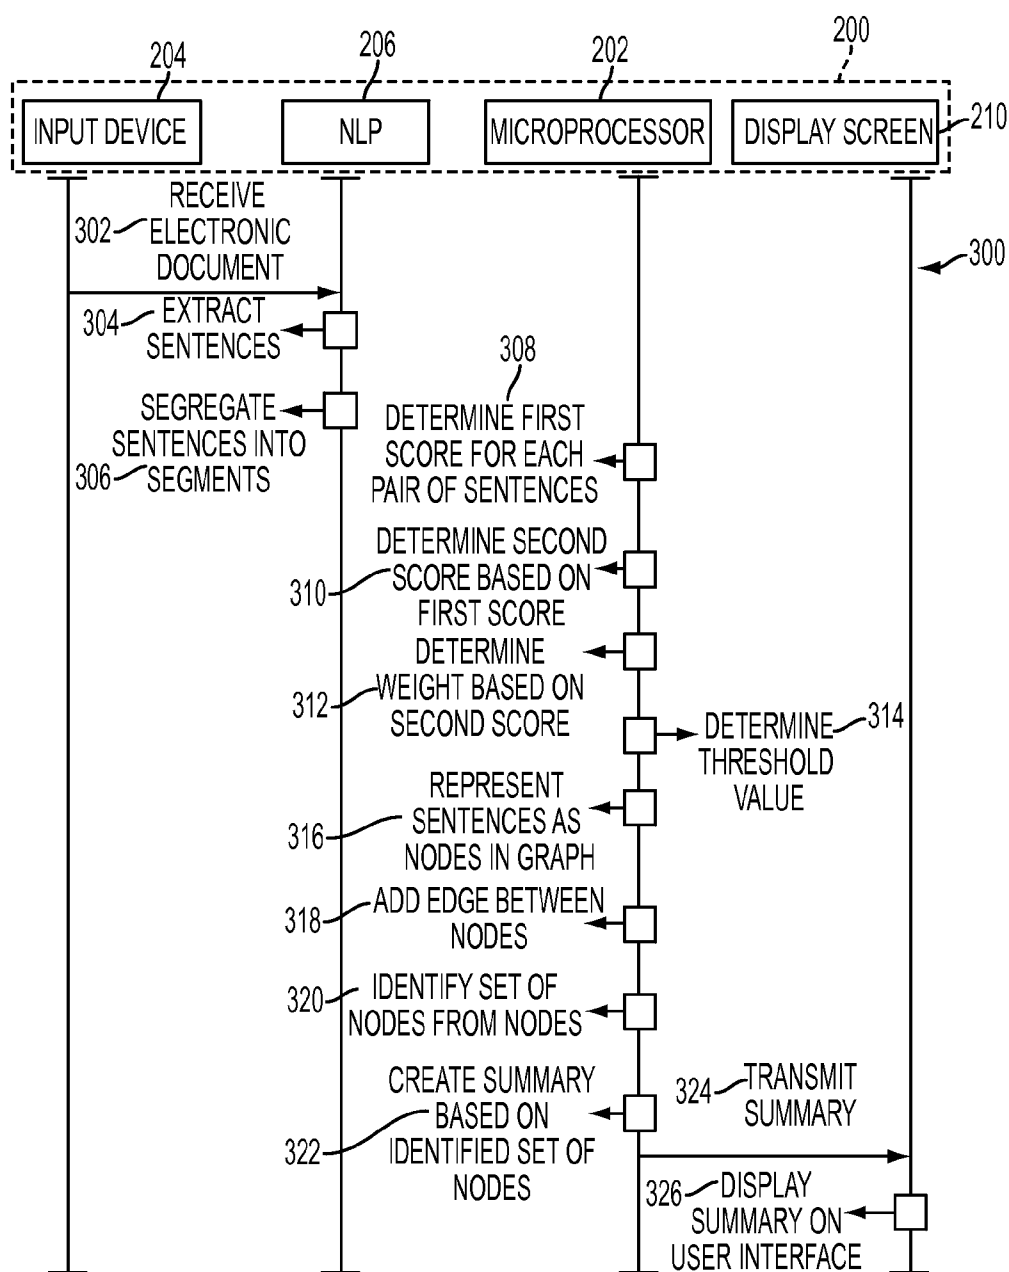 200
204
206
202
INPUT DEVICE
NLP
MICROPROCESSOR
DISPLAY SCREEN
210
RECEIVE
302
ELECTRONIC
DOCUMENT
300
304
EXTRACT
SENTENCES
308
SEGREGATE
SENTENCES INTO
306
SEGMENTS
DETERMINE FIRST
SCORE FOR EACH
PAIR OF SENTENCES
DETERMINE SECOND
310
SCORE BASED ON
FIRST SCORE
DETERMINE
312
WEIGHT BASED ON
SECOND SCORE
DETERMINE
314
THRESHOLD
VALUE
REPRESENT
316
SENTENCES AS
NODES IN GRAPH
318
ADD EDGE BETWEEN
NODES
320
IDENTIFY SET OF
NODES FROM NODES
CREATE SUMMARY
322
BASED ON
IDENTIFIED SET OF
NODES
324
TRANSMIT
SUMMARY
326
DISPLAY
SUMMARY ON
USER INTERFACE